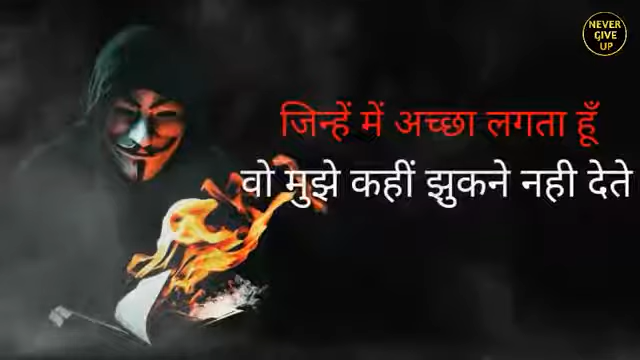 NEVER
GIVE
UP
जिन्हें में अच्छा लगता हूँ
वो मुझे कहीं झुकने नही देते